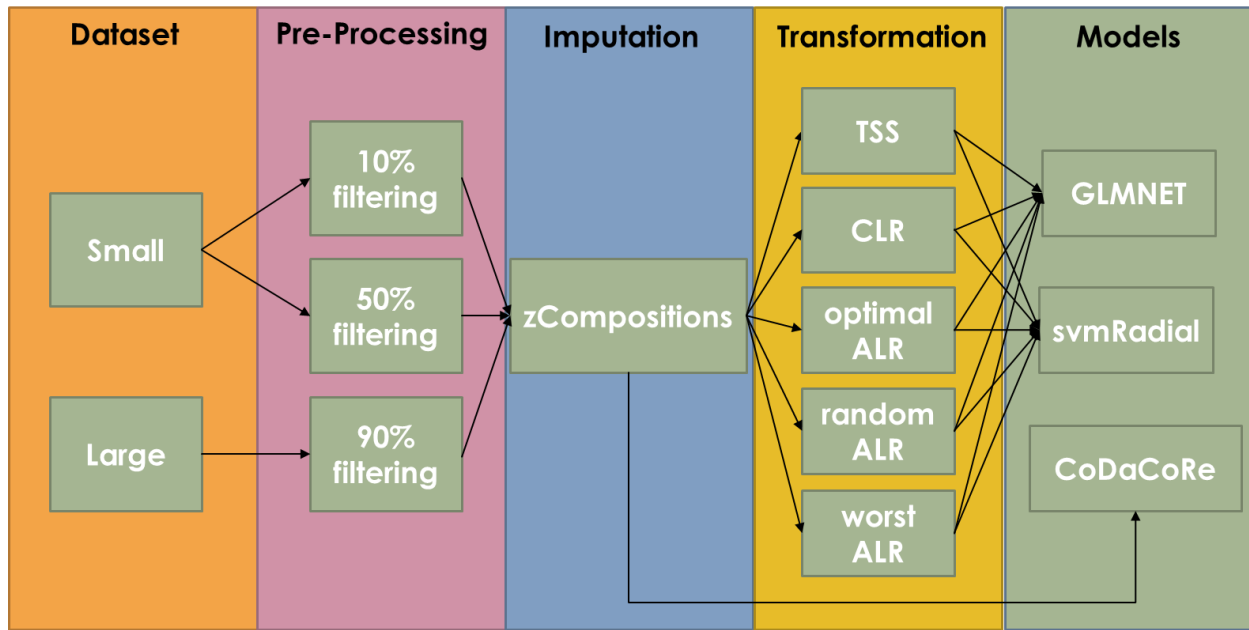 Dataset
Pre-Processing
Imputation
Transformation
Models
Small
Large
10%
filtering
50%
filtering
90%
filtering
zCompositions
TSS
CLR
optimal
ALR
random
ALR
worst
ALR
GLMNET
svmRadial
CoDaCoRe